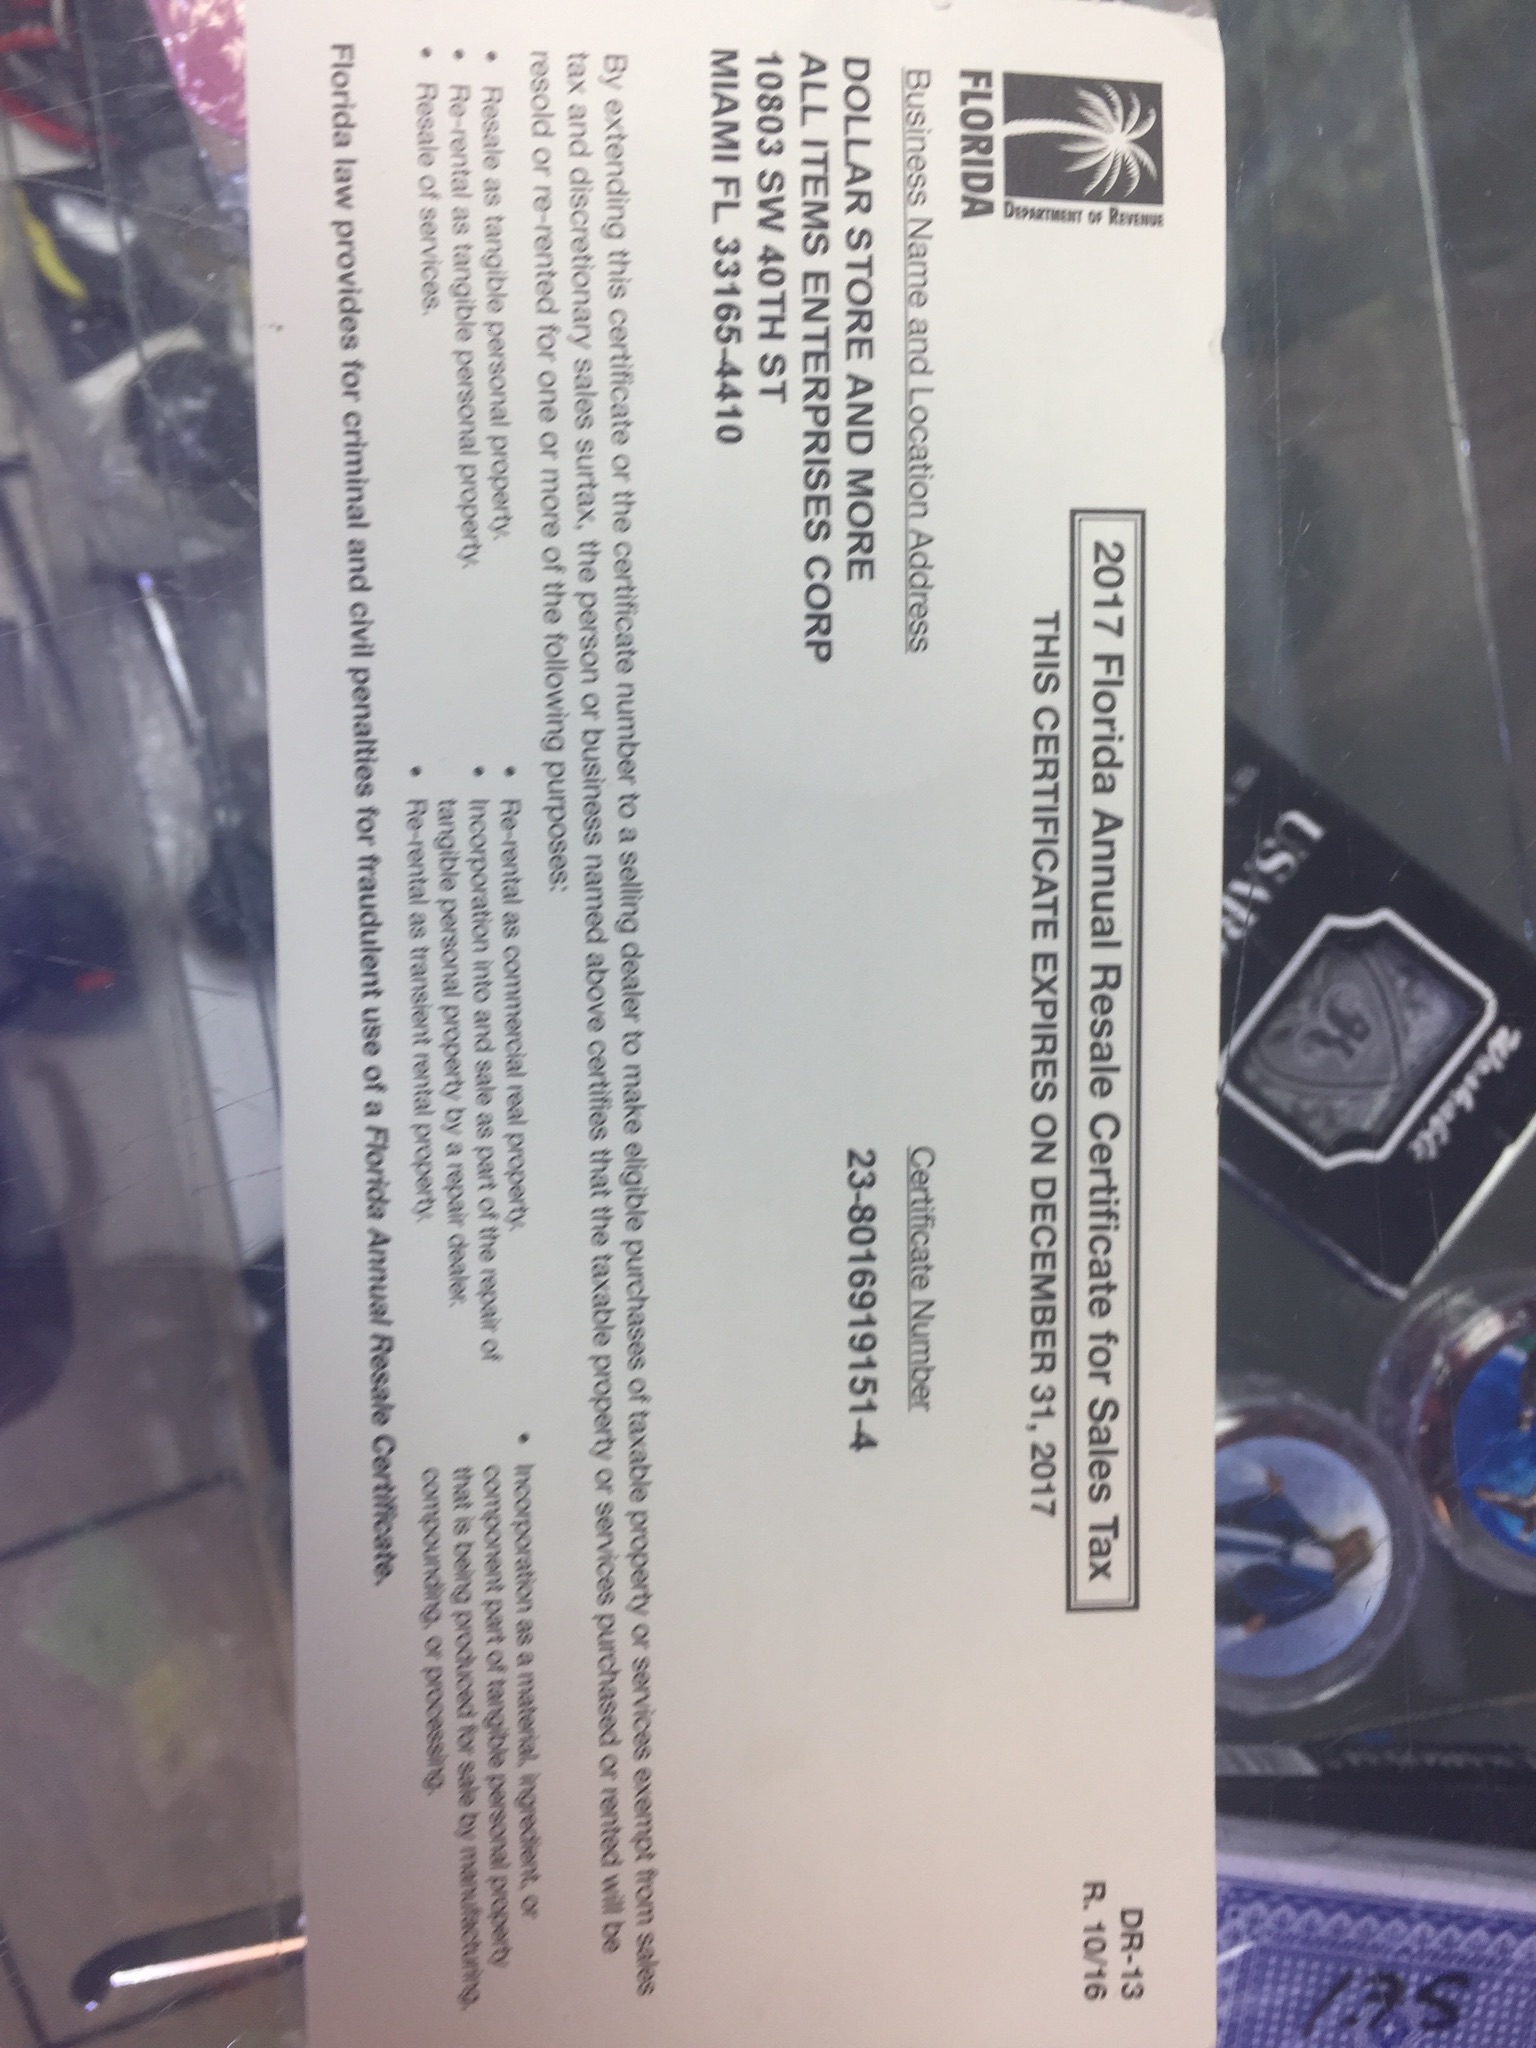 FLORIDA
DEPARTMENT OF REVENUE
2017 Florida Annual Resale Certificate for Sales Tax
THIS CERTIFICATE EXPIRES ON DECEMBER 31, 2017
DR-13
R. 10/16
Business Name and Location Address
Certificate Number
DOLLAR STORE AND MORE
23-8016919151-4
ALL ITEMS ENTERPRISES CORP
10803 SW 40TH ST
MIAMI FL 33165-4410
By extending this certificate or the certificate number to a selling dealer to make eligible purchases of taxable property or services exempt from sales
tax and discretionary sales surtax, the person or business named above certifies that the taxable property or services purchased or rented will be
resold or re-rented for one or more of the following purposes:
• Resale as tangible personal property.
• Re-rental as tangible personal property.
• Resale of services.
• Re-rental as commercial real property.
• Incorporation into and sale as part of the repair of
tangible personal property by a repair dealer.
• Re-rental as transient rental property.
• Incorporation as a material, ingredient, or
component part of tangible personal property
that is being produced for sale by manufacturing,
compounding, or processing.
Florida law provides for criminal and civil penalties for fraudulent use of a Florida Annual Resale Certificate.